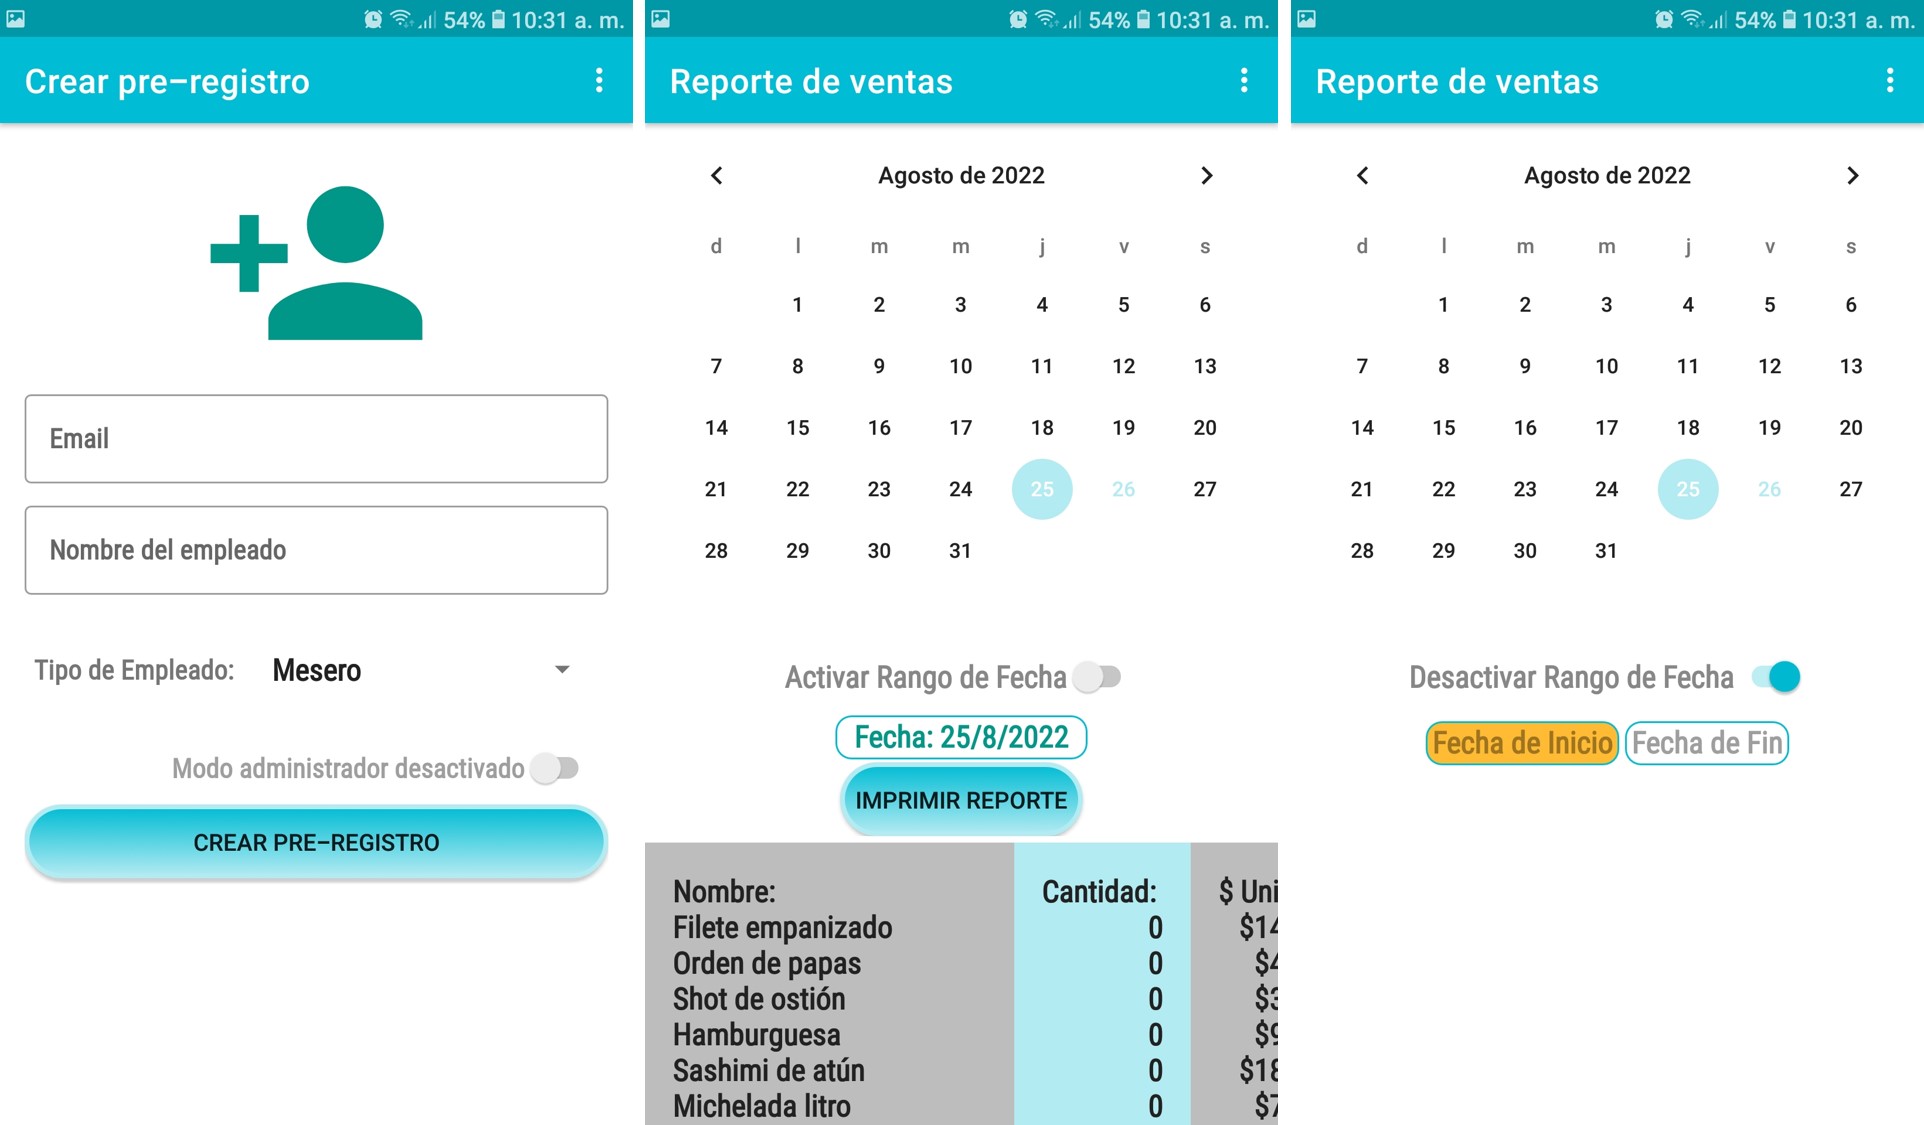 54% 10:31 a. m.
Crear pre–registro
Email
Nombre del empleado
Tipo de Empleado: Mesero
Modo administrador desactivado
CREAR PRE–REGISTRO
54% 10:31 a. m.
Reporte de ventas
Agosto de 2022
d l m m j v s
1 2 3 4 5 6
7 8 9 10 11 12 13
14 15 16 17 18 19 20
21 22 23 24 25 26 27
28 29 30 31
Activar Rango de Fecha
Fecha: 25/8/2022
IMPRIMIR REPORTE
Nombre: Cantidad: $ Uni
Filete empanizado 0 $14
Orden de papas 0 $4
Shot de ostión 0 $3
Hamburguesa 0 $9
Sashimi de atún 0 $18
Michelada litro 0 $7
54% 10:31 a. m.
Reporte de ventas
Agosto de 2022
d l m m j v s
1 2 3 4 5 6
7 8 9 10 11 12 13
14 15 16 17 18 19 20
21 22 23 24 25 26 27
28 29 30 31
Desactivar Rango de Fecha
Fecha de Inicio Fecha de Fin